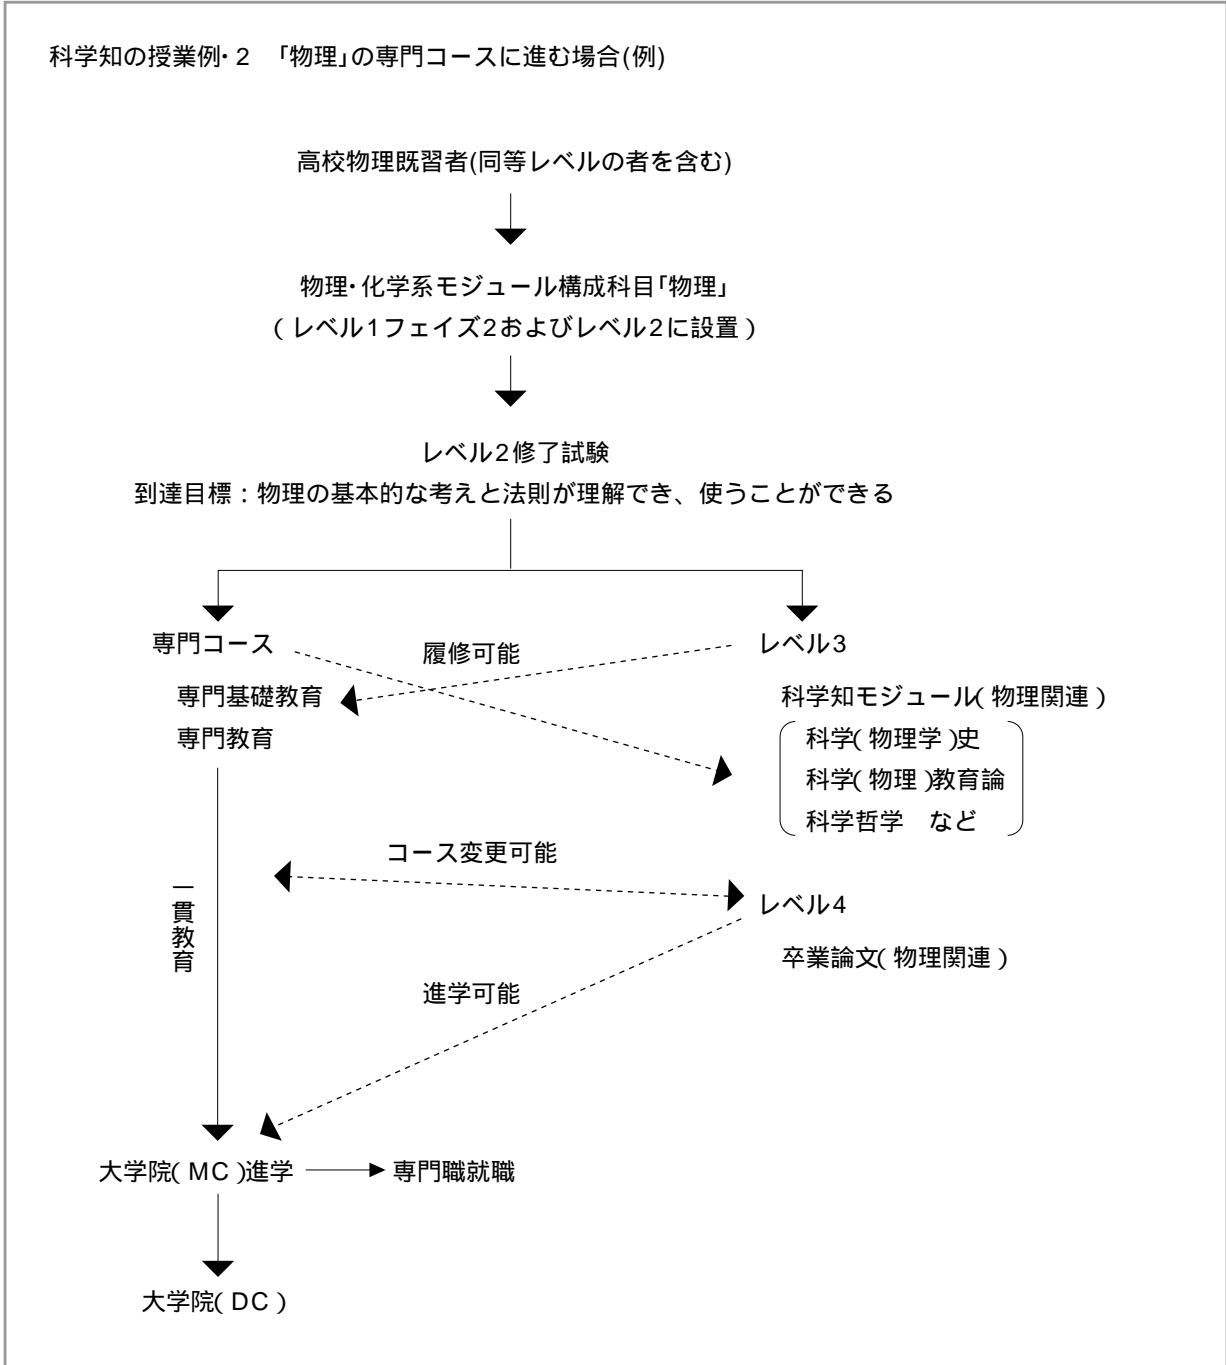 科学知の授業例・2　「物理」の専門コースに進む場合(例)
高校物理既習者(同等レベルの者を含む)
物理・化学系モジュール構成科目「物理」
（レベル1フェイズ2およびレベル2に設置）
レベル2修了試験
到達目標：物理の基本的な考えと法則が理解でき、使うことができる
専門コース
専門基礎教育
専門教育
履修可能
レベル3
科学知モジュール（物理関連）
科学（物理学）史
科学（物理）教育論
科学哲学　など
コース変更可能
一貫教育
レベル4
卒業論文（物理関連）
進学可能
大学院（MC）進学
専門職就職
大学院（DC）